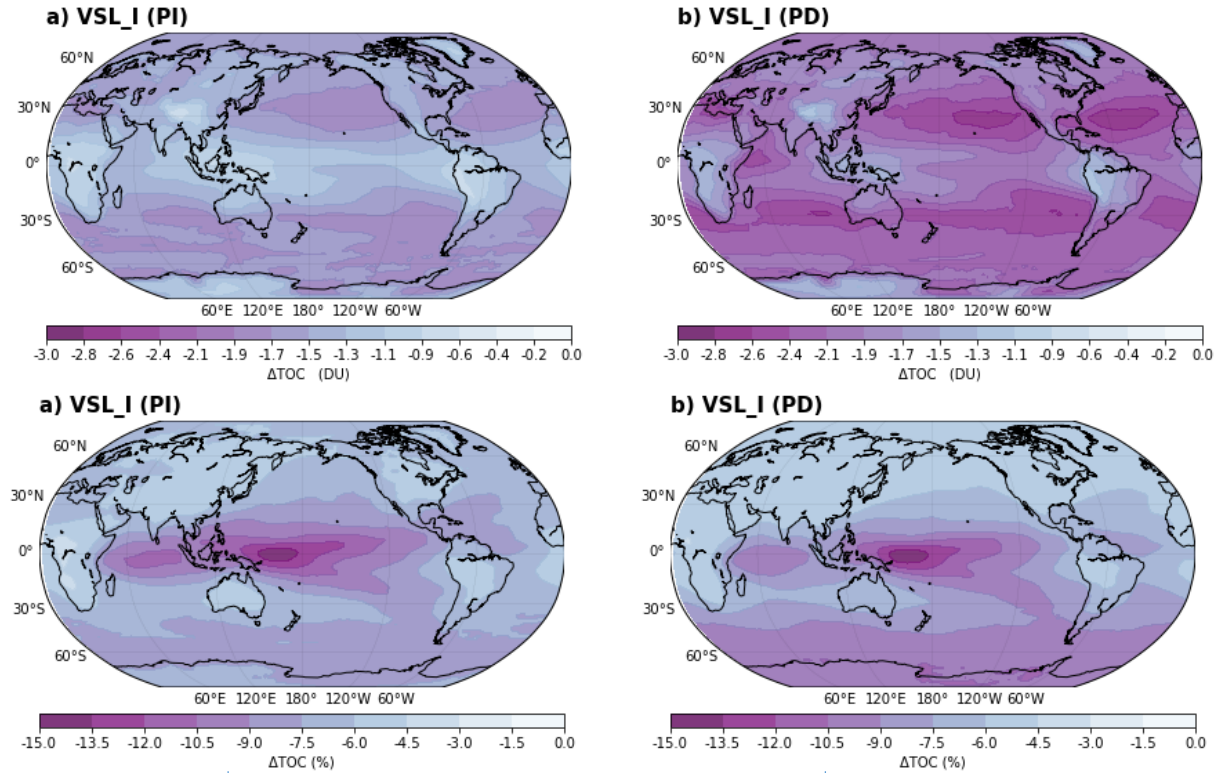 a) VSL_I (PI)
b) VSL_I (PD)
60°N
60°N
30°N
30°N
0°
0°
30°S
30°S
60°S
60°S
60°E 120°E 180° 120°W 60°W
60°E 120°E 180° 120°W 60°W
-3.0 -2.8 -2.6 -2.4 -2.1 -1.9 -1.7 -1.5 -1.3 -1.1 -0.9 -0.6 -0.4 -0.2 0.0
-3.0 -2.8 -2.6 -2.4 -2.1 -1.9 -1.7 -1.5 -1.3 -1.1 -0.9 -0.6 -0.4 -0.2 0.0
ΔTOC (DU)
ΔTOC (DU)
a) VSL_I (PI)
b) VSL_I (PD)
60°N
60°N
30°N
30°N
0°
0°
30°S
30°S
60°S
60°S
60°E 120°E 180° 120°W 60°W
60°E 120°E 180° 120°W 60°W
-15.0 -13.5 -12.0 -10.5 -9.0 -7.5 -6.0 -4.5 -3.0 -1.5 0.0
-15.0 -13.5 -12.0 -10.5 -9.0 -7.5 -6.0 -4.5 -3.0 -1.5 0.0
ΔTOC (%)
ΔTOC (%)